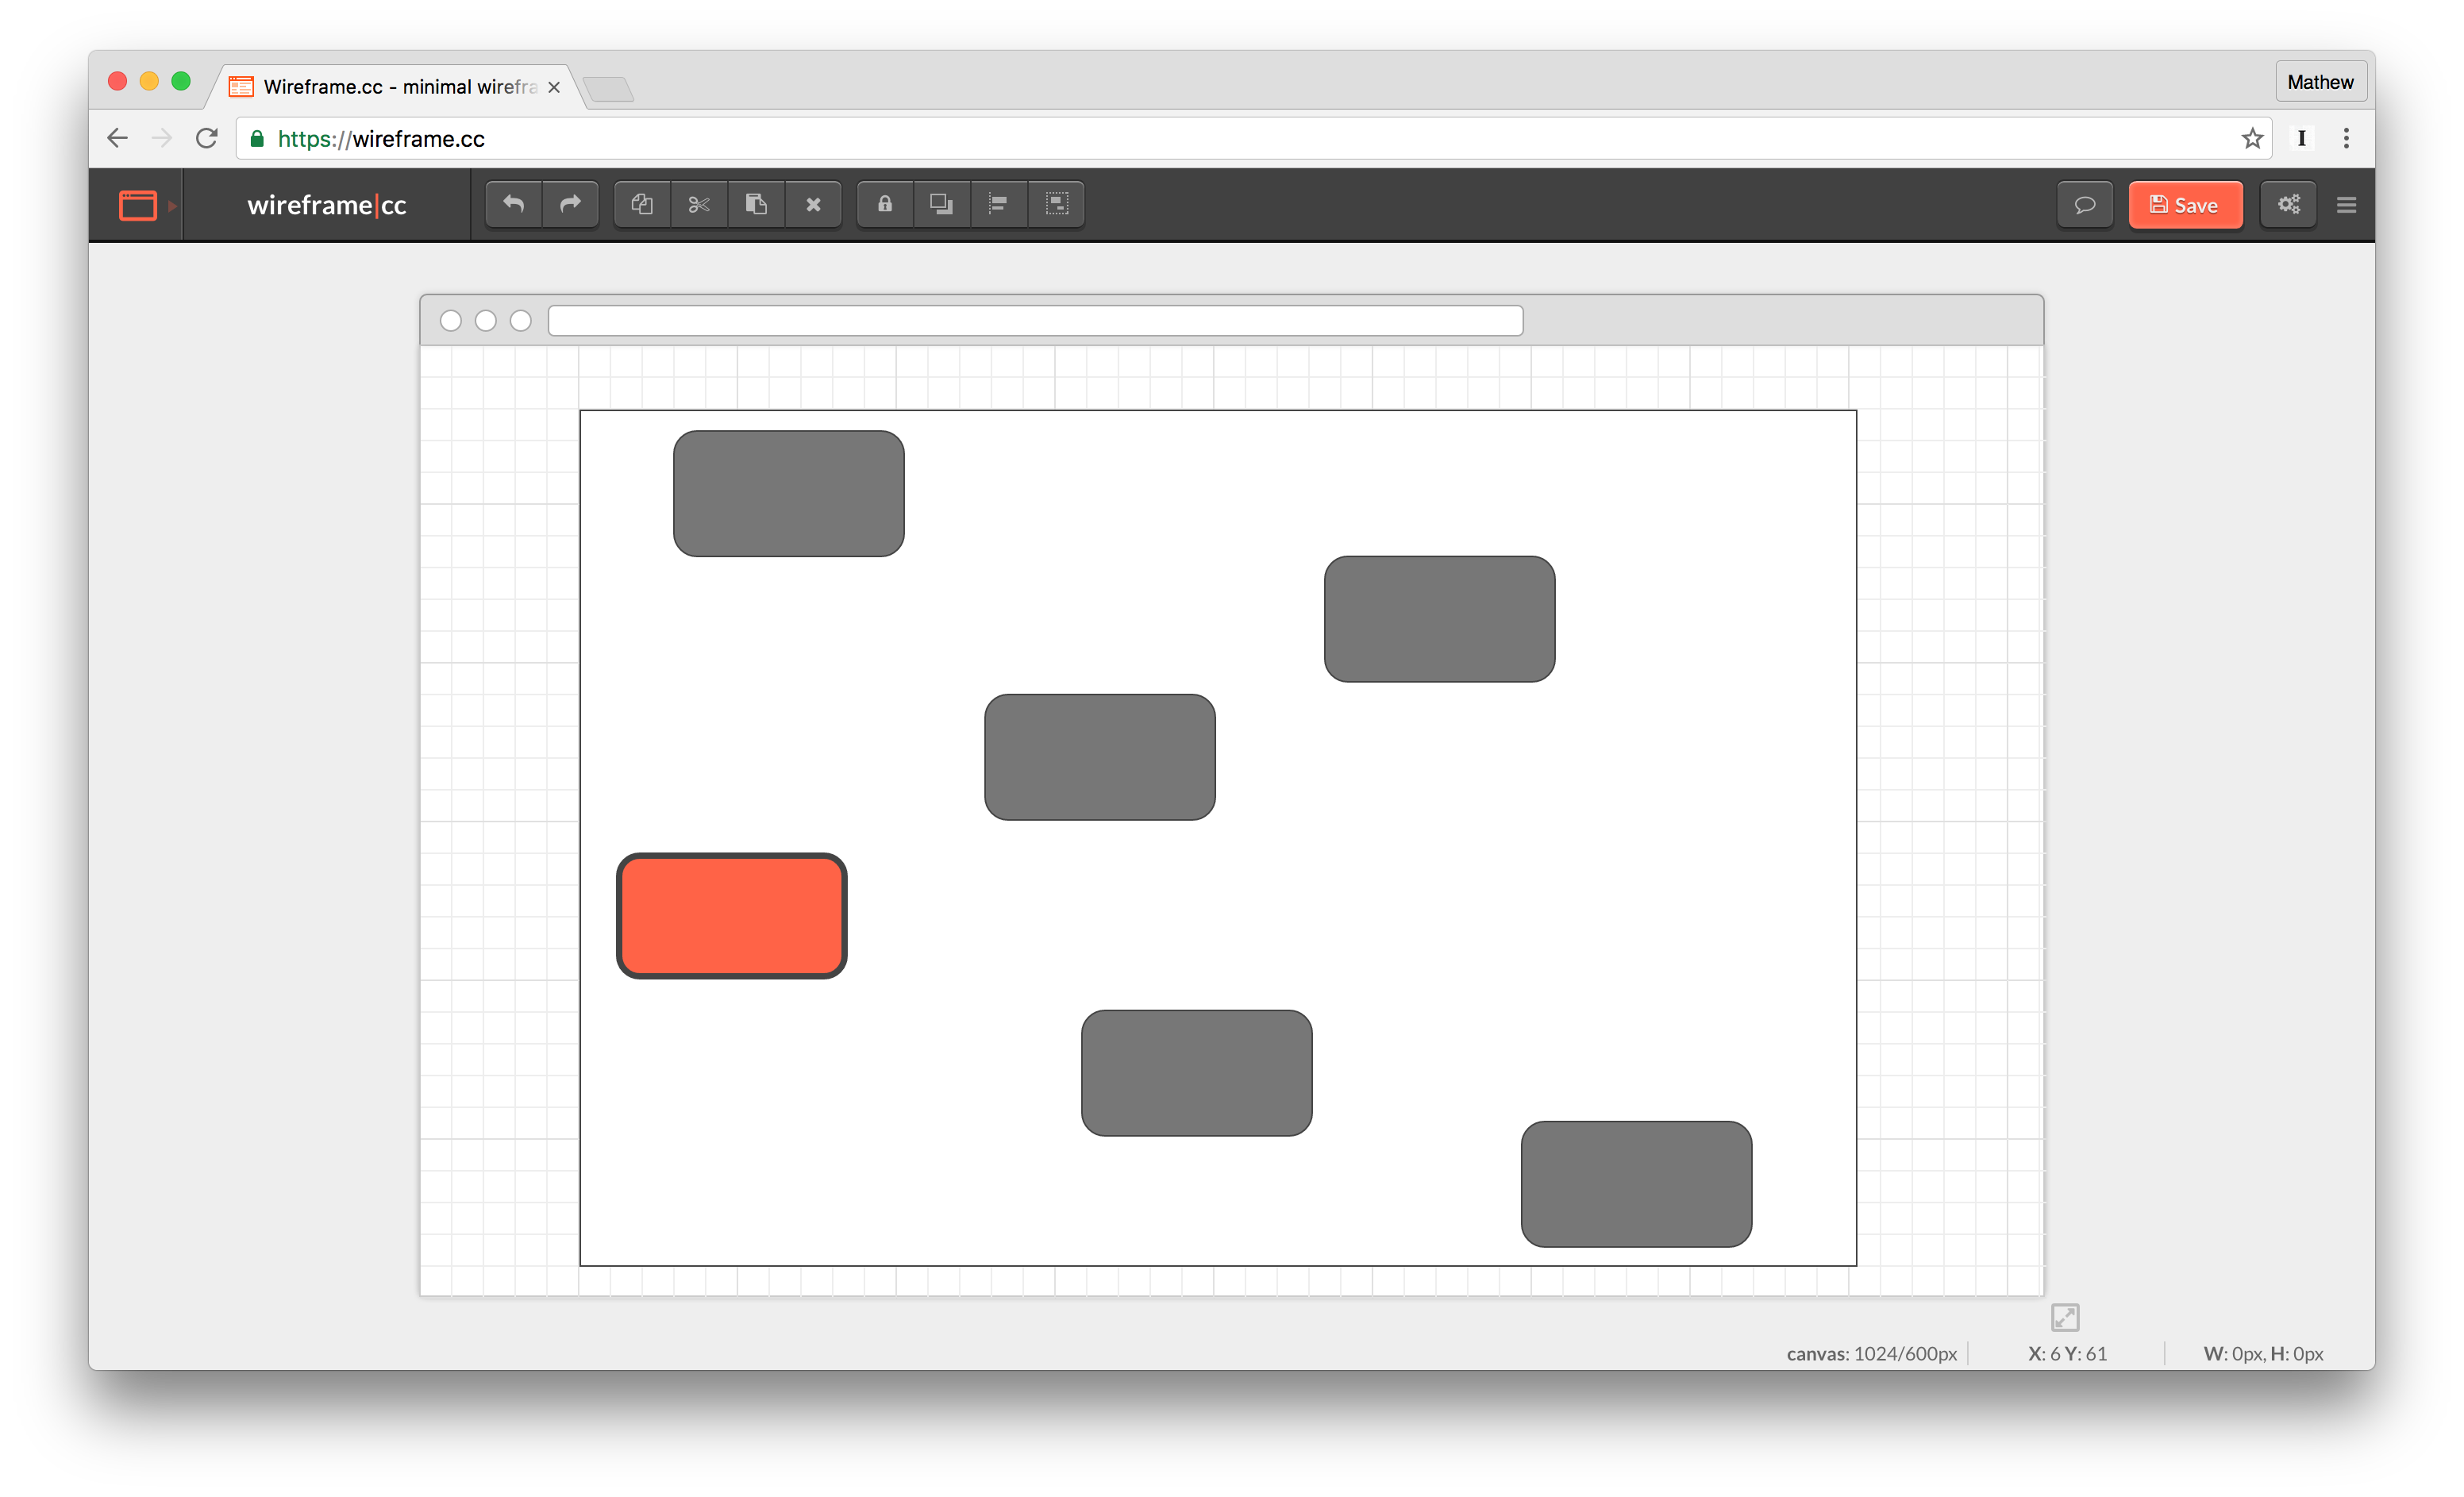 Wireframe.cc - minimal wirefra
Mathew
https://wireframe.cc
I
wireframe|cc
Save
canvas: 1024/600px
X: 6 Y: 61
W: 0px, H: 0px